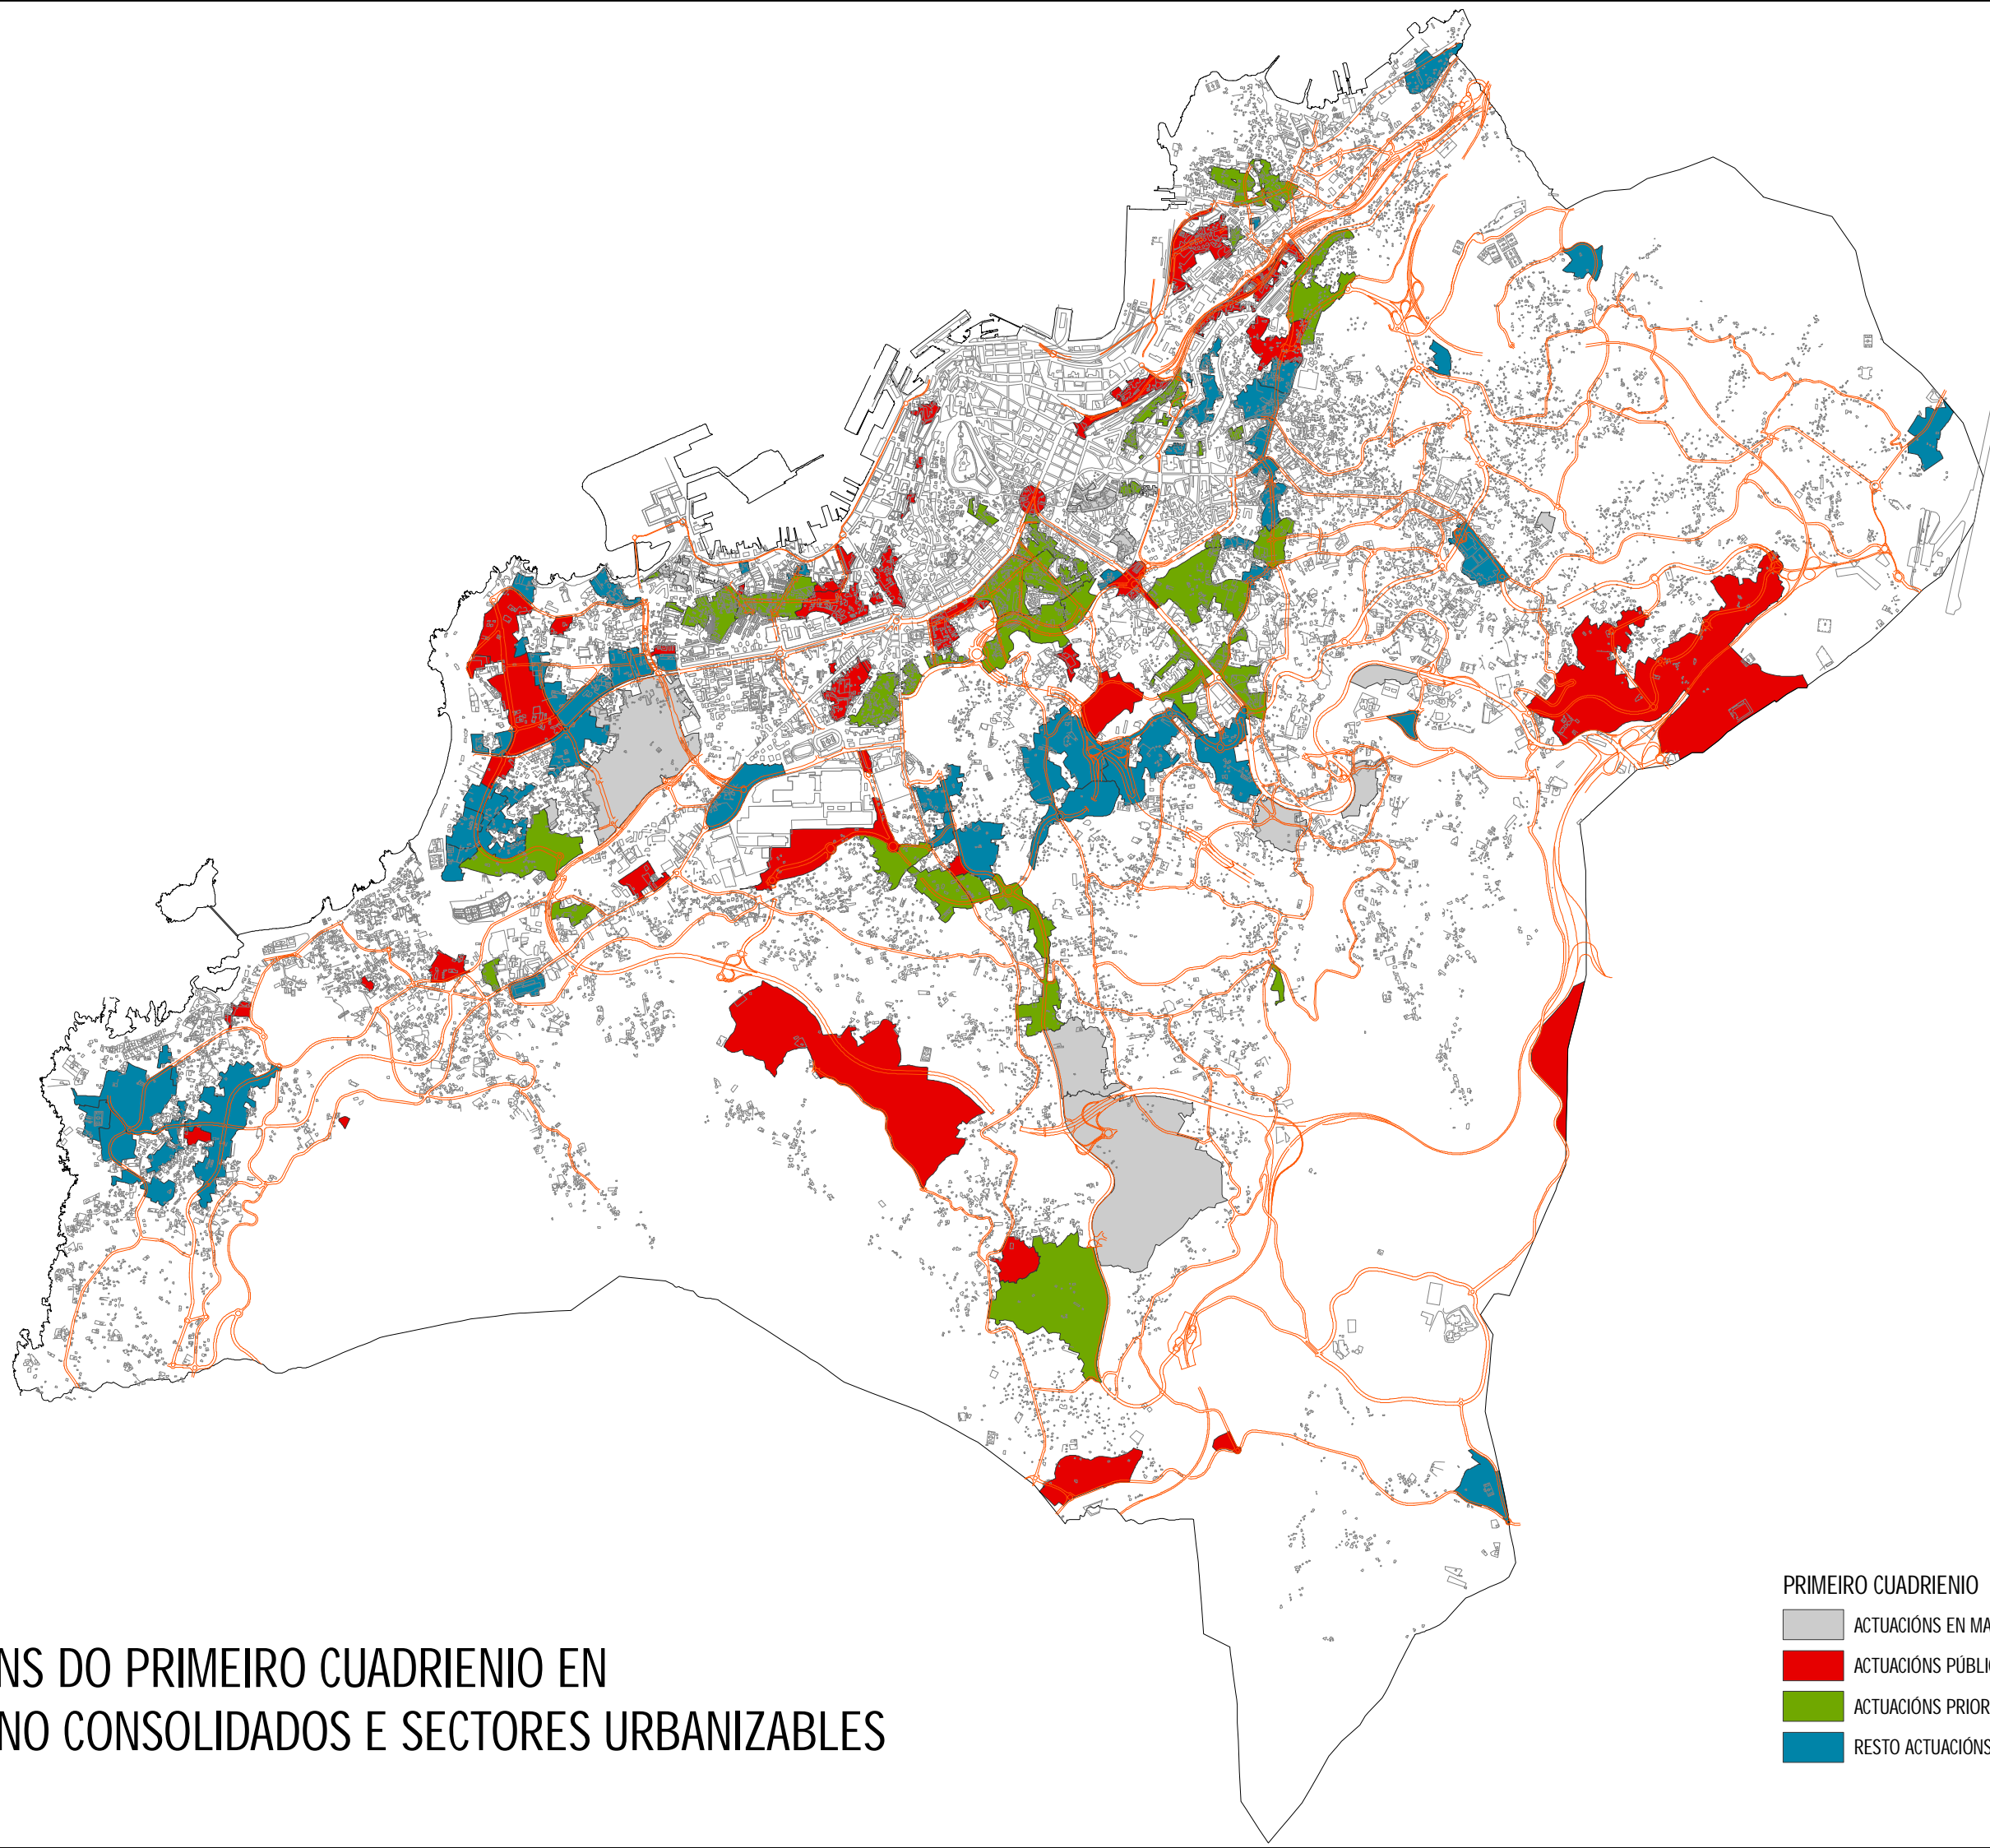 NS DO PRIMEIRO CUADRIENIO EN
NO CONSOLIDADOS E SECTORES URBANIZABLES
PRIMEIRO CUADRIENIO
ACTUACIÓNS EN MA
ACTUACIÓNS PÚBLI
ACTUACIÓNS PRIOR
RESTO ACTUACIÓNS